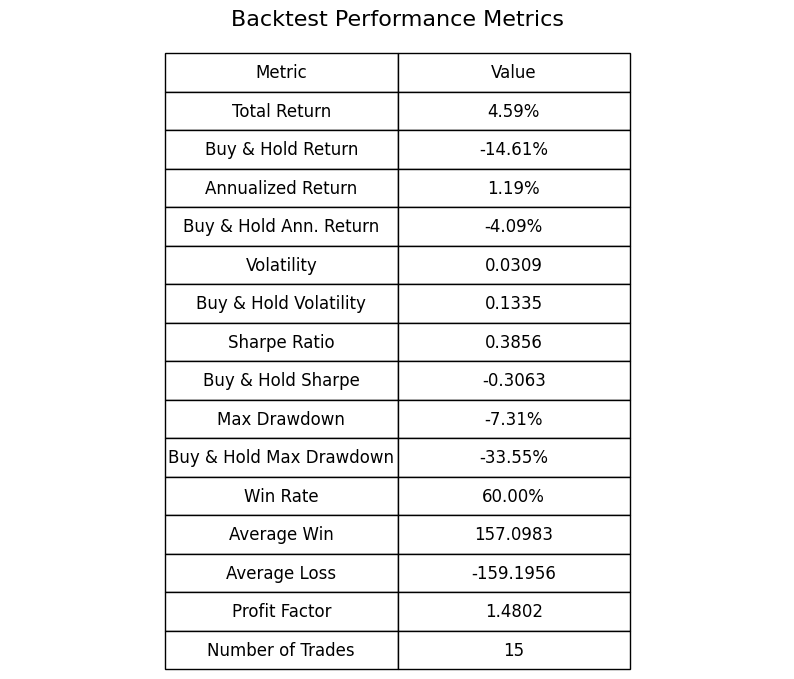 Backtest Performance Metrics
Metric Value
Total Return 4.59%
Buy & Hold Return -14.61%
Annualized Return 1.19%
Buy & Hold Ann. Return -4.09%
Volatility 0.0309
Buy & Hold Volatility 0.1335
Sharpe Ratio 0.3856
Buy & Hold Sharpe -0.3063
Max Drawdown -7.31%
Buy & Hold Max Drawdown -33.55%
Win Rate 60.00%
Average Win 157.0983
Average Loss -159.1956
Profit Factor 1.4802
Number of Trades 15